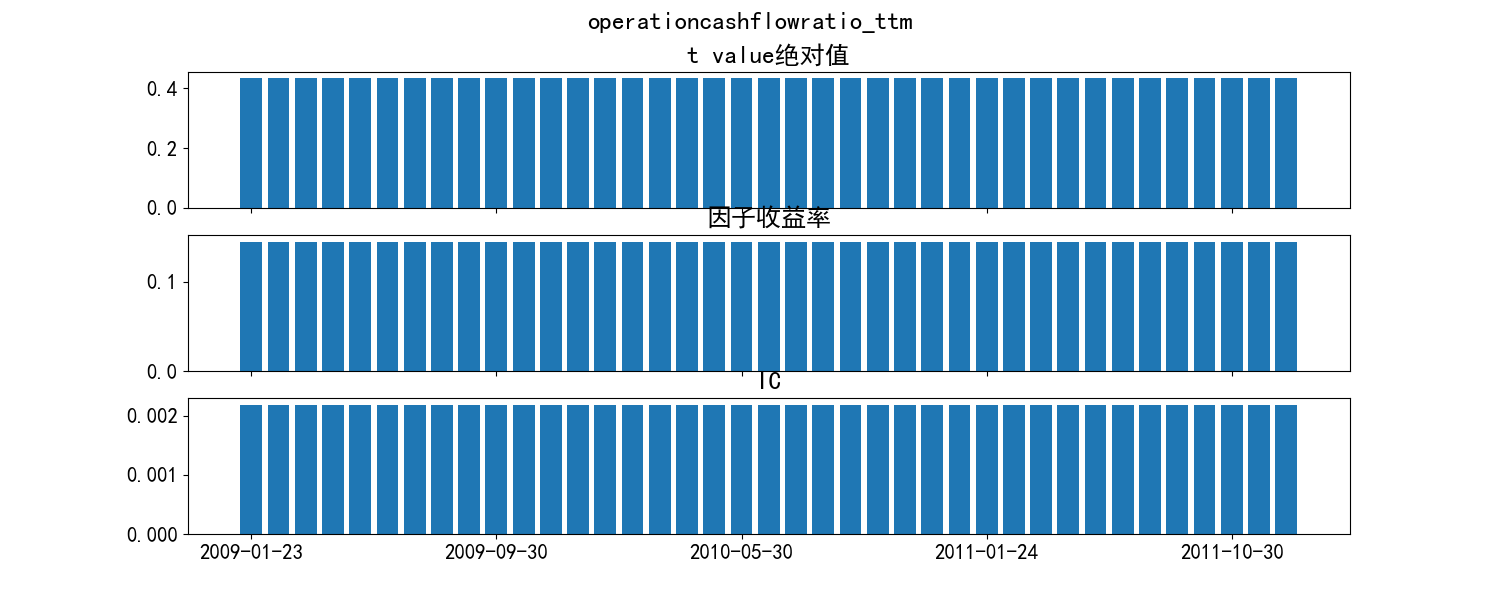 operationcashflowratio_ttm
t value绝对值
0.4
0.2
0.0
因子收益率
0.1
0.0
IC
0.002
0.001
0.000
2009-01-23 2009-09-30 2010-05-30 2011-01-24 2011-10-30